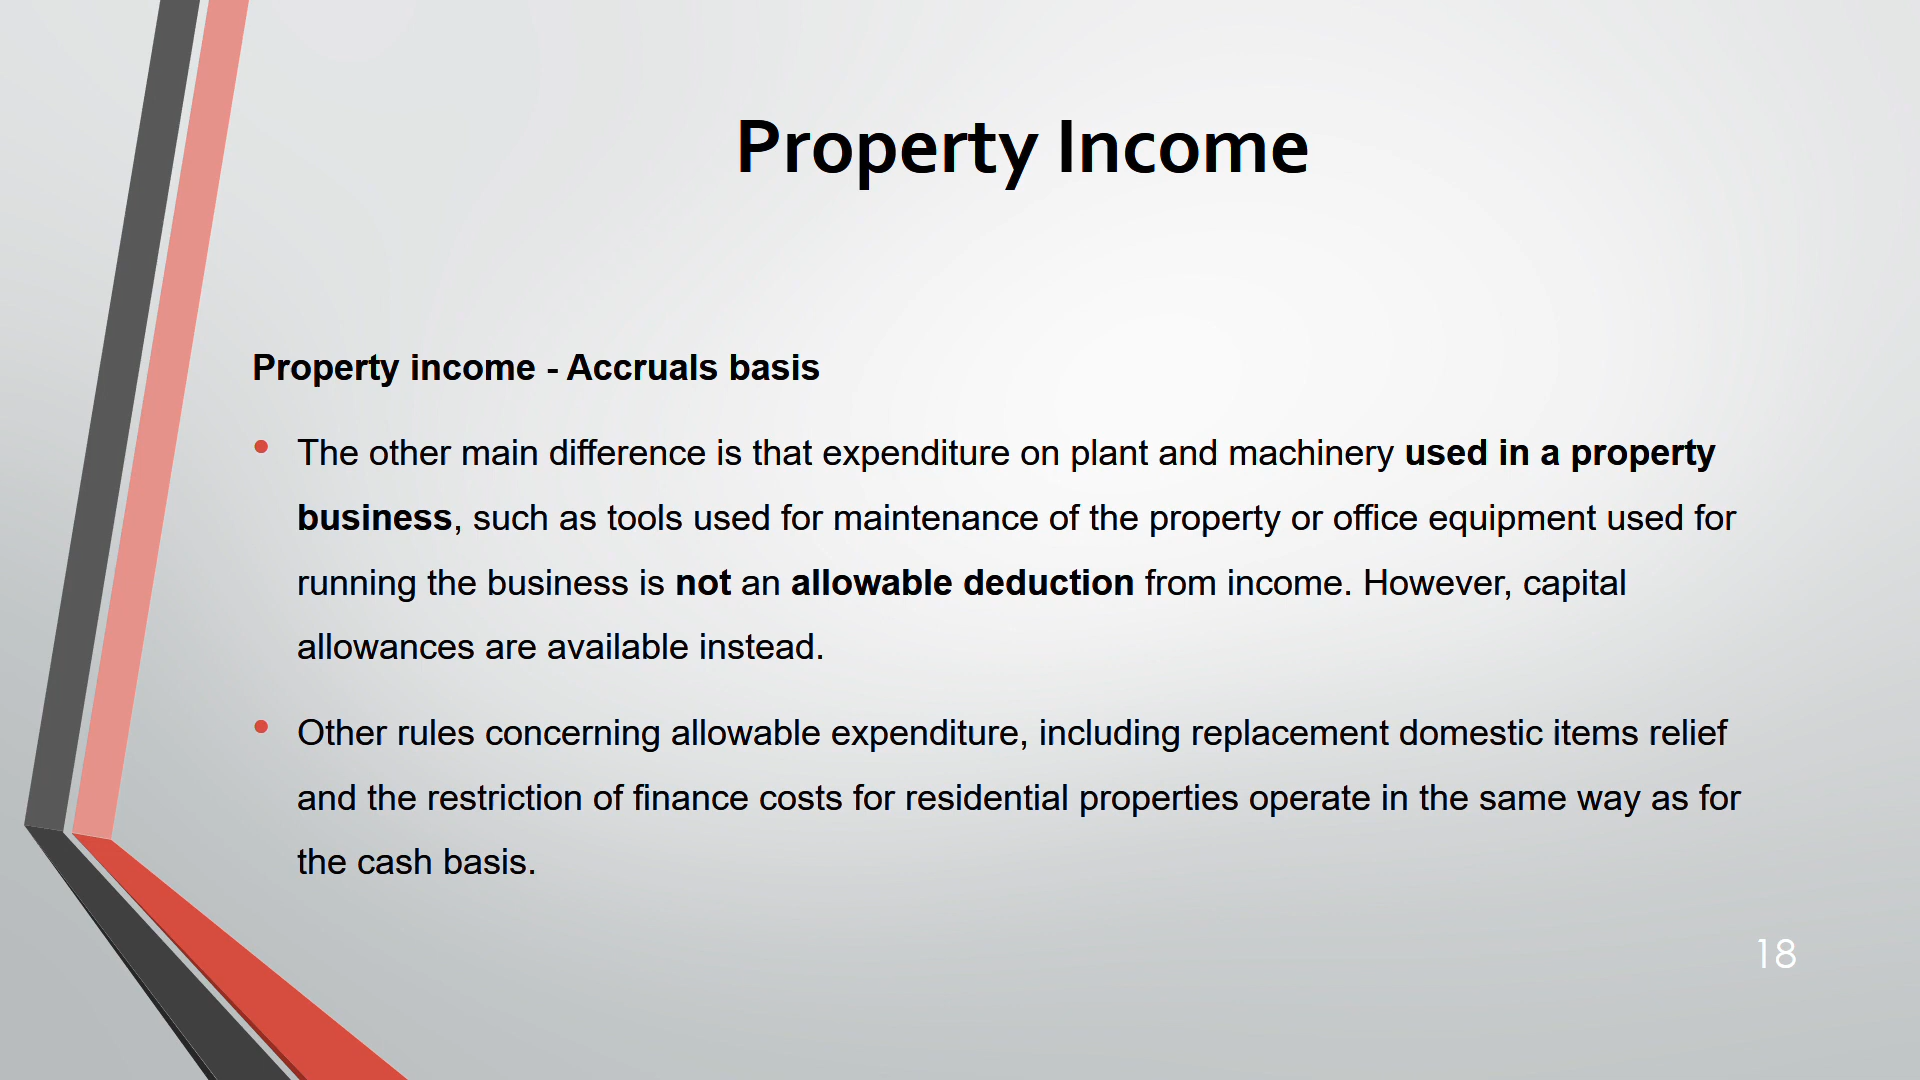 Property Income
Property income - Accruals basis
• The other main difference is that expenditure on plant and machinery used in a property
business, such as tools used for maintenance of the property or office equipment used for
running the business is not an allowable deduction from income. However, capital
allowances are available instead.
• Other rules concerning allowable expenditure, including replacement domestic items relief
and the restriction of finance costs for residential properties operate in the same way as for
the cash basis.
18